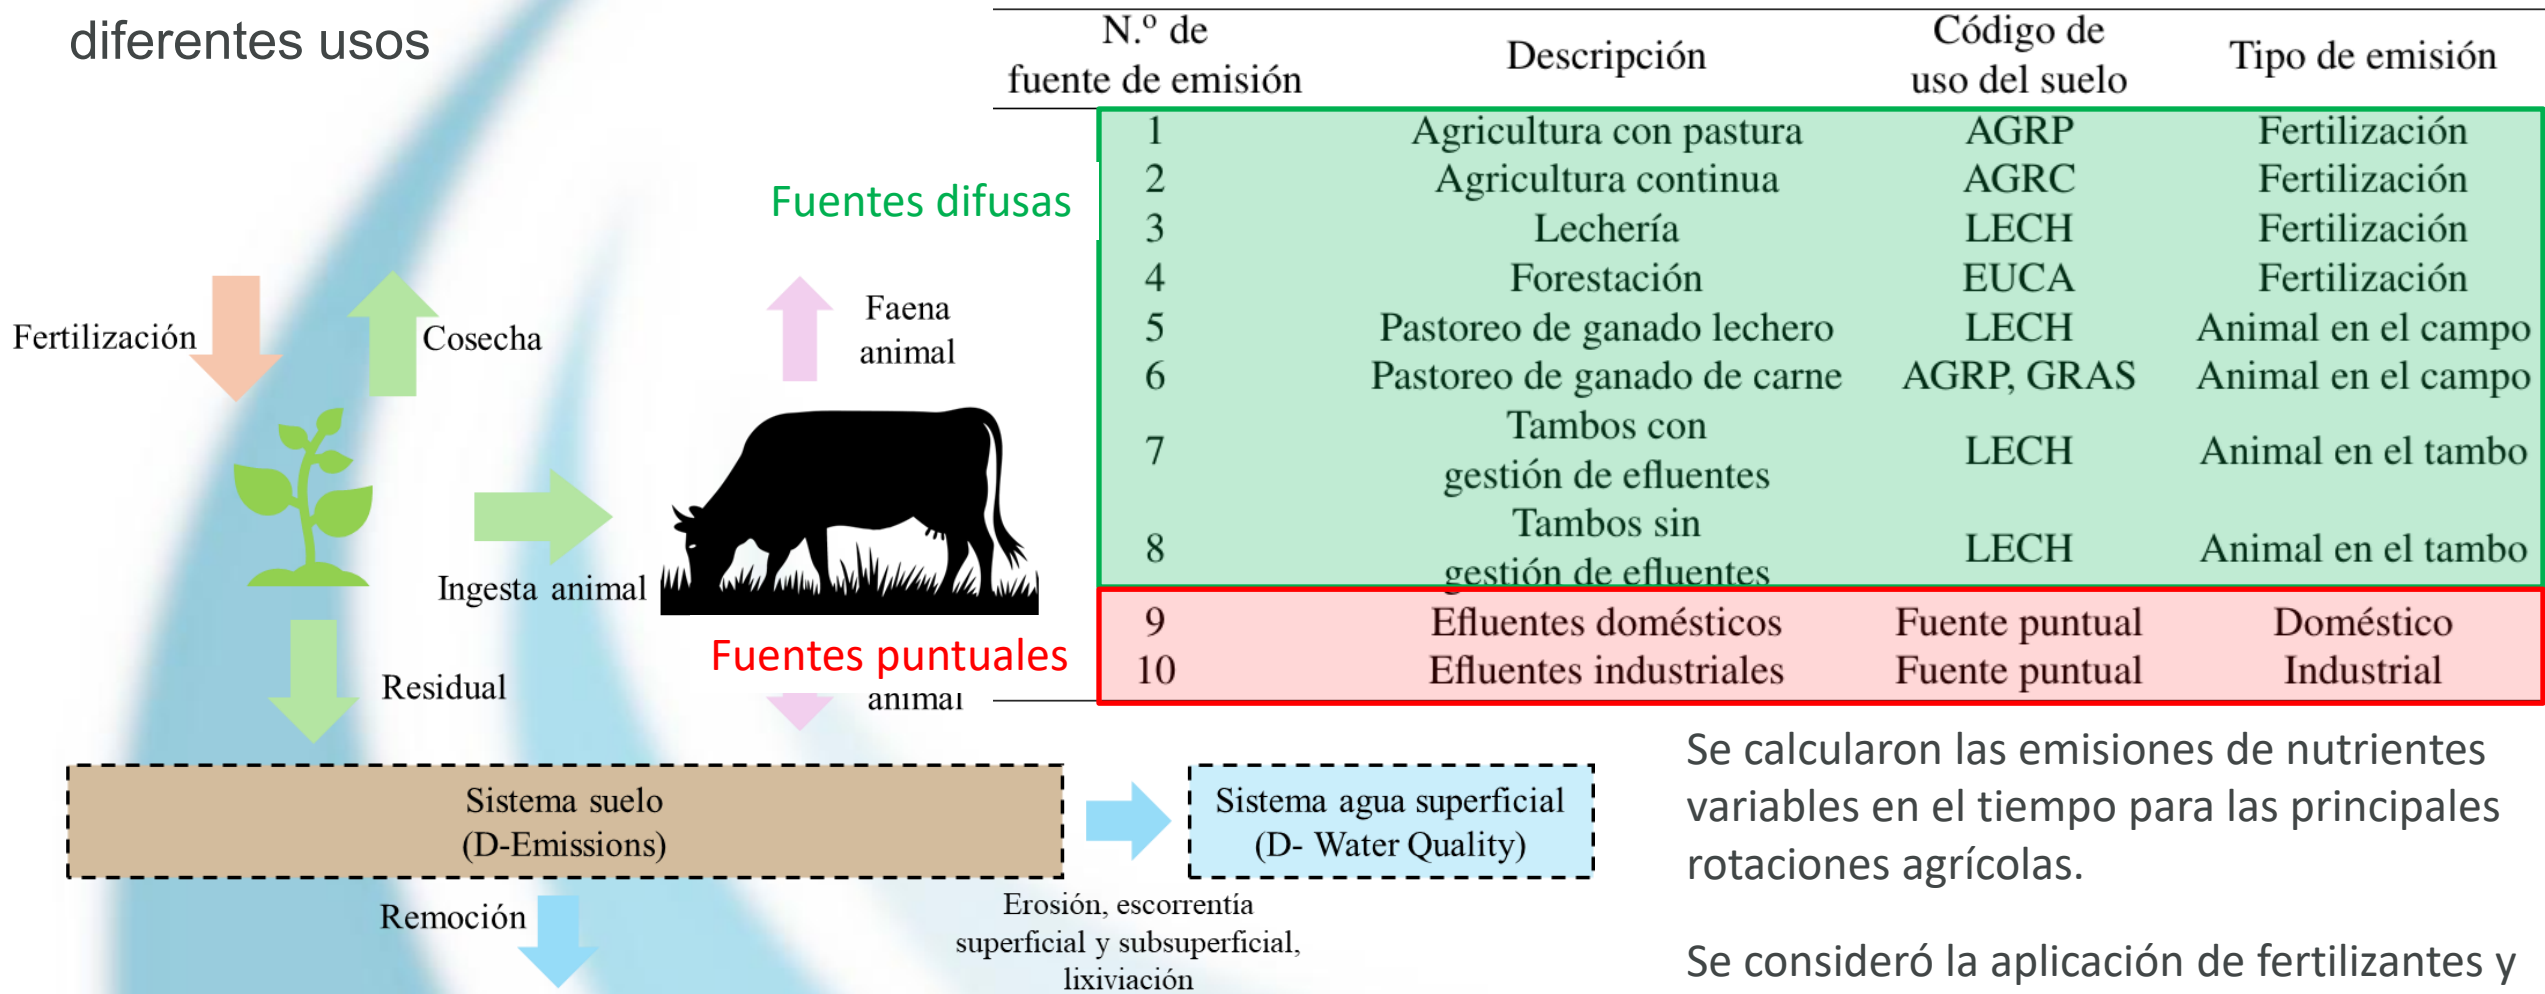 diferentes usos
N.º de
fuente de emisión
Descripción
Código de
uso del suelo
Tipo de emisión
1 Agricultura con pastura AGRP Fertilización
2 Agricultura continua AGRC Fertilización
3 Lechería LECH Fertilización
4 Forestación EUCA Fertilización
5 Pastoreo de ganado lechero LECH Animal en el campo
6 Pastoreo de ganado de carne AGRP, GRAS Animal en el campo
Tambos con
7 LECH Animal en el tambo
gestión de efluentes
Tambos sin
8 LECH Animal en el tambo
gestión de efluentes
9 Efluentes domésticos Fuente puntual Doméstico
10 Efluentes industriales Fuente puntual Industrial
Fuentes difusas
Fertilización
Cosecha
Faena
animal
Ingesta animal
Fuentes puntuales
Residual
animal
Sistema suelo
(D-Emissions)
Sistema agua superficial
(D- Water Quality)
Remoción
Erosión, escorrentía
superficial y subsuperficial,
lixiviación
Se calcularon las emisiones de nutrientes
variables en el tiempo para las principales
rotaciones agrícolas.
Se consideró la aplicación de fertilizantes y